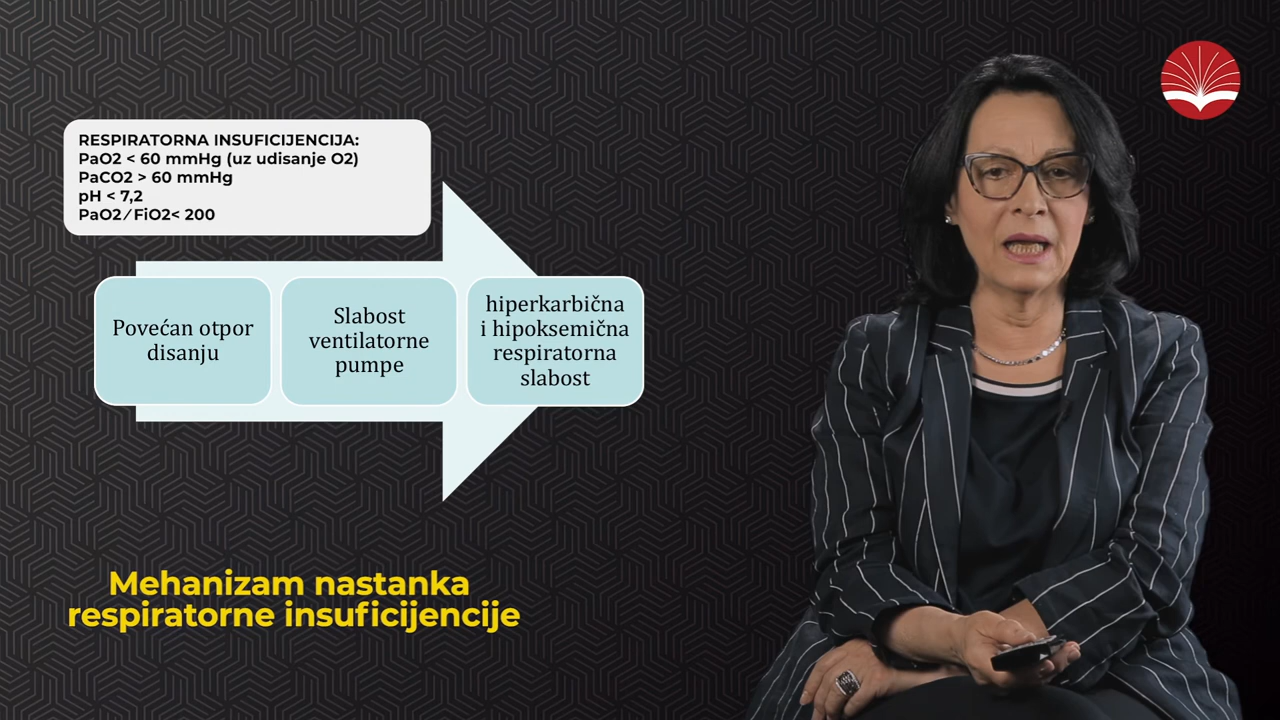 RESPIRATORNA INSUFICIJENCIJA:
PaO2 < 60 mmHg (uz udisanje O2)
PaCO2 > 60 mmHg
pH < 7,2
PaO2/FiO2< 200
Povećan otpor
disanju
Slabost
ventilatorne
pumpe
hiperkarbična
i hipoksemična
respiratorna
slabost
Mehanizam nastanka
respiratorne insuficijencije